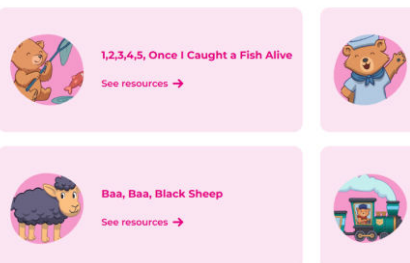 1,2,3,4,5, Once I Caught a Fish Alive
See resources →
Baa, Baa, Black Sheep
See resources →